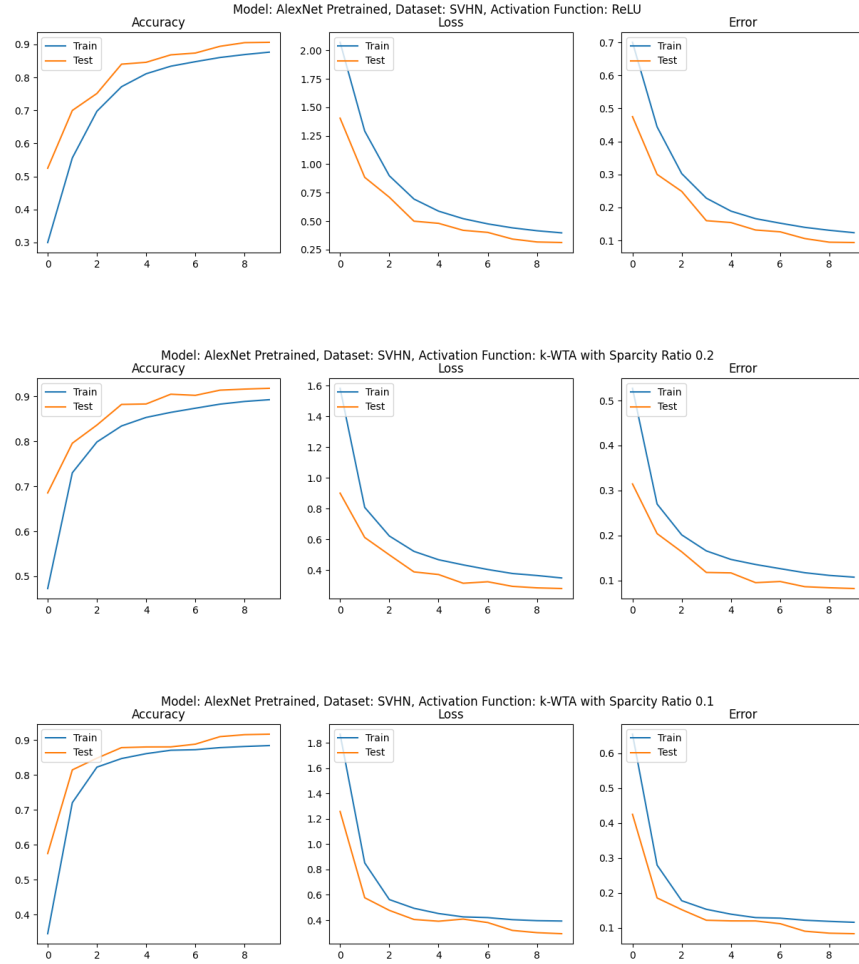 Model: AlexNet Pretrained, Dataset: SVHN, Activation Function: ReLU
Accuracy Loss Error
Train Train Train
Test Test Test
0.9 2.00 0.7
0.8 1.75 0.6
0.7 1.50 0.5
0.6 1.25 0.4
0.5 1.00 0.3
0.4 0.75 0.2
0.3 0.50 0.1
0.25
0 2 4 6 8 0 2 4 6 8 0 2 4 6 8
Model: AlexNet Pretrained, Dataset: SVHN, Activation Function: k-WTA with Sparcity Ratio 0.2
Accuracy Loss Error
Train Train Train
Test Test Test
0.9 1.6 0.5
0.8 1.4 0.4
0.7 1.2 0.3
0.6 1.0 0.2
0.5 0.8 0.1
0.6
0.4
0 2 4 6 8 0 2 4 6 8 0 2 4 6 8
Model: AlexNet Pretrained, Dataset: SVHN, Activation Function: k-WTA with Sparcity Ratio 0.1
Accuracy Loss Error
Train Train Train
Test Test Test
0.9 1.8 0.6
0.8 1.6 0.5
0.7 1.4 0.4
0.6 1.2 0.3
0.5 1.0 0.2
0.4 0.8 0.1
0.6
0.4
0 2 4 6 8 0 2 4 6 8 0 2 4 6 8